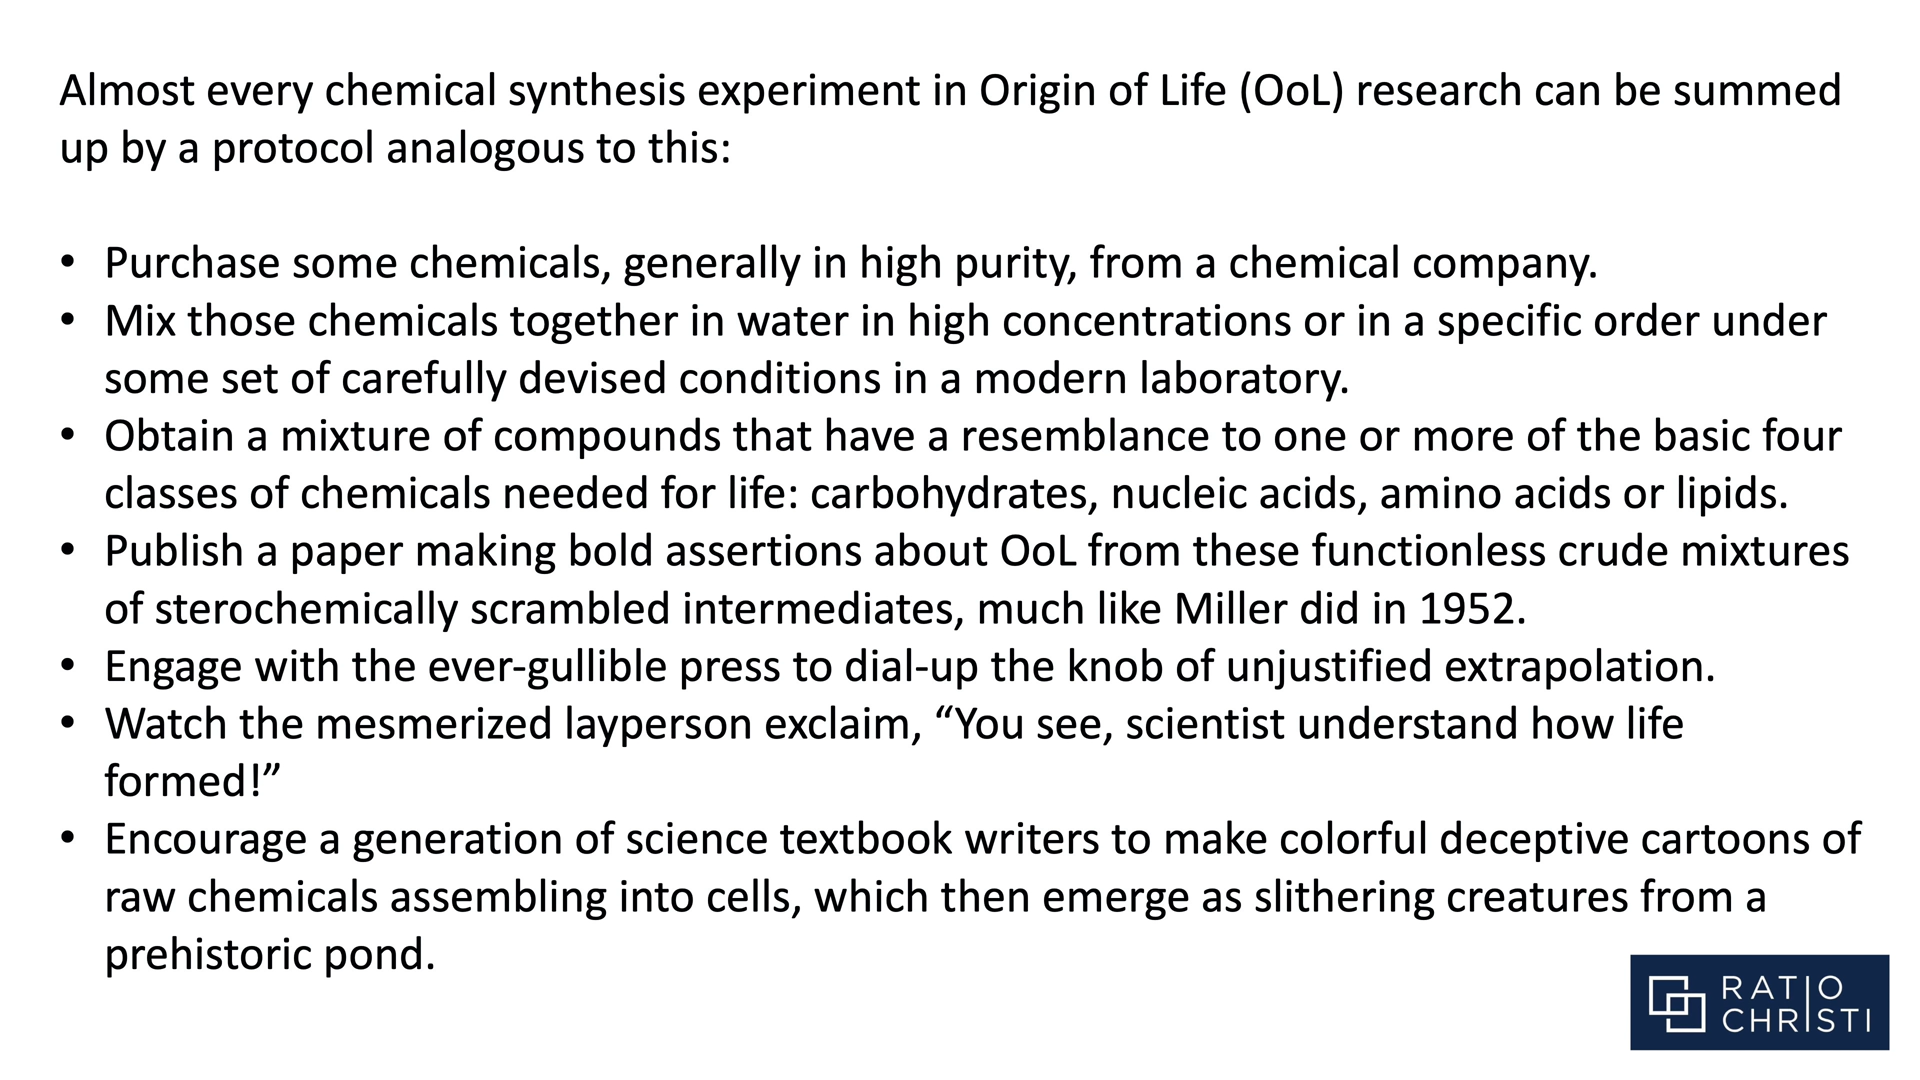 Almost every chemical synthesis experiment in Origin of Life (OoL) research can be summed
up by a protocol analogous to this:
• Purchase some chemicals, generally in high purity, from a chemical company.
• Mix those chemicals together in water in high concentrations or in a specific order under
some set of carefully devised conditions in a modern laboratory.
• Obtain a mixture of compounds that have a resemblance to one or more of the basic four
classes of chemicals needed for life: carbohydrates, nucleic acids, amino acids or lipids.
• Publish a paper making bold assertions about OoL from these functionless crude mixtures
of sterochemically scrambled intermediates, much like Miller did in 1952.
• Engage with the ever-gullible press to dial-up the knob of unjustified extrapolation.
• Watch the mesmerized layperson exclaim, “You see, scientist understand how life
formed!”
• Encourage a generation of science textbook writers to make colorful deceptive cartoons of
raw chemicals assembling into cells, which then emerge as slithering creatures from a
prehistoric pond.
RATIO
CHRISTI